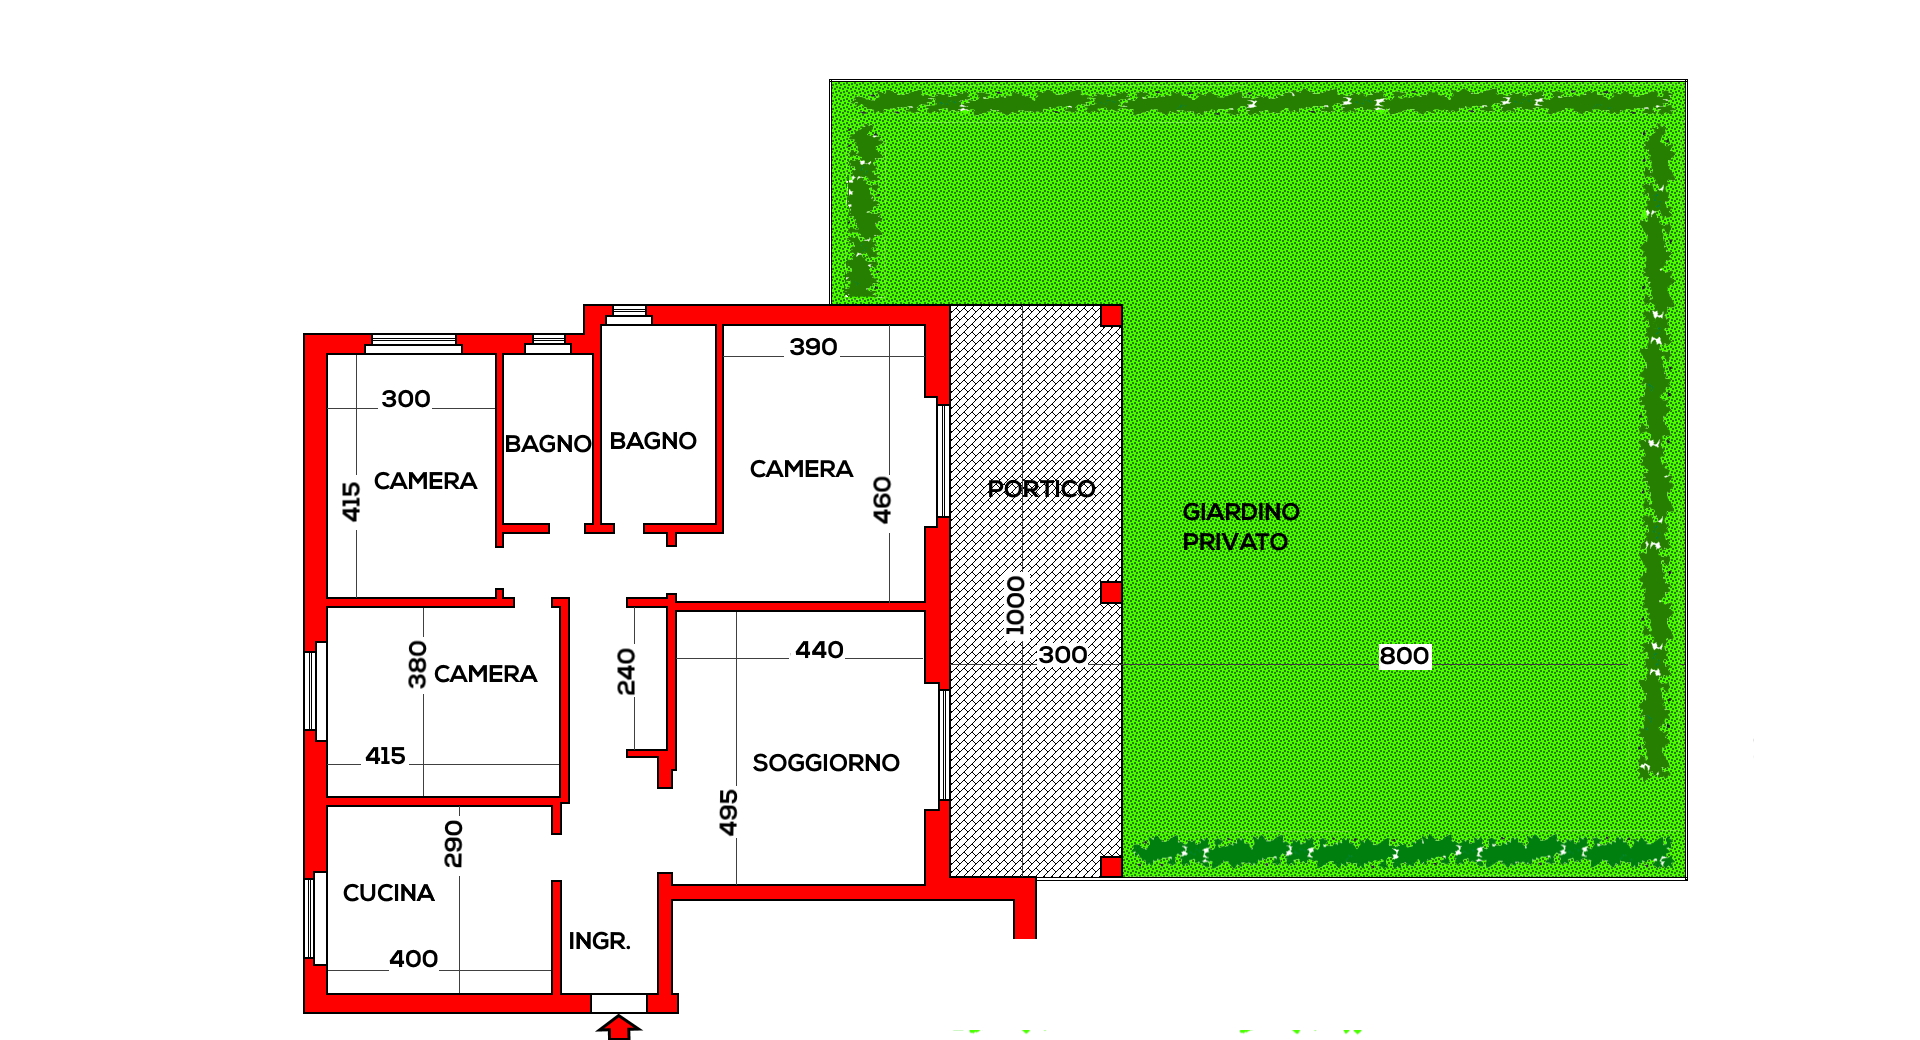 390
300
BAGNO
BAGNO
CAMERA
CAMERA
415
460
PORTICO
GIARDINO
PRIVATO
1000
380
CAMERA
240
440
300
800
415
SOGGIORNO
495
290
CUCINA
INGR.
400